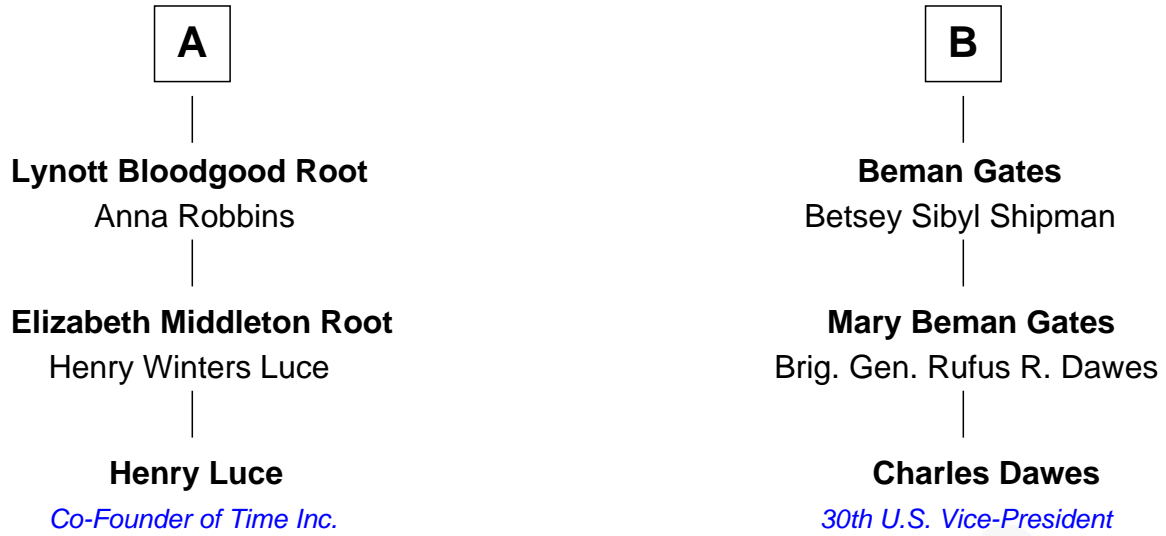 A
B
Lynott Bloodgood Root
Beman Gates
Anna Robbins
Betsey Sibyl Shipman
Elizabeth Middleton Root
Mary Beman Gates
Henry Winters Luce
Brig. Gen. Rufus R. Dawes
Henry Luce
Charles Dawes
Co-Founder of Time Inc.
30th U.S. Vice-President